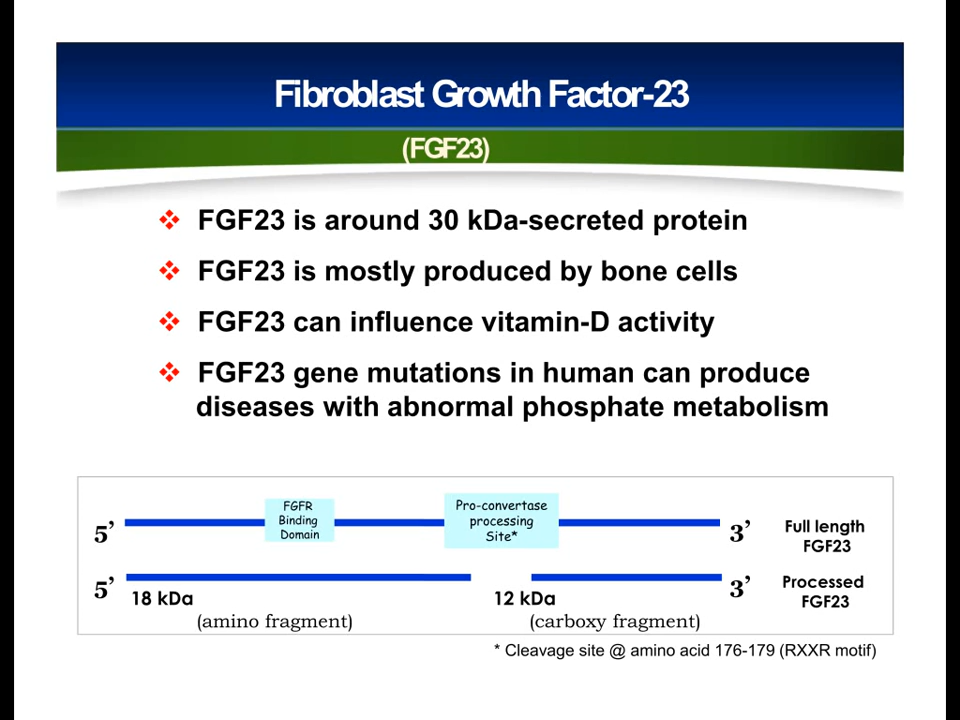 Fibroblast Growth Factor-23
(FGF23)
❖ FGF23 is around 30 kDa-secreted protein
❖ FGF23 is mostly produced by bone cells
❖ FGF23 can influence vitamin-D activity
❖ FGF23 gene mutations in human can produce
diseases with abnormal phosphate metabolism
5’
FGFR
Binding
Domain
Pro-convertase
processing
Site*
3’
Full length
FGF23
5’
18 kDa
(amino fragment)
12 kDa
(carboxy fragment)
3’
Processed
FGF23
* Cleavage site @ amino acid 176-179 (RXXR motif)